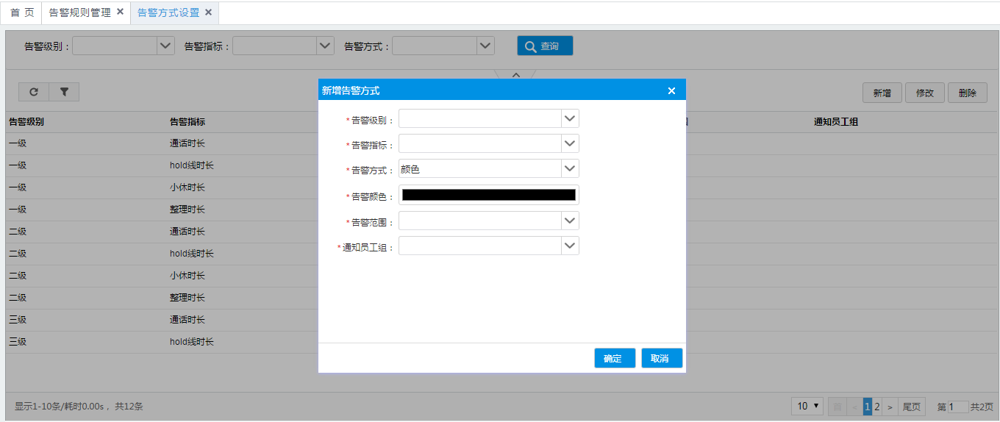 首 页 告警规则管理 × 告警方式设置 ×
告警级别： 告警指标： 告警方式： 查询
新增 修改 删除
新增告警方式 ×
*告警级别：
*告警指标：
*告警方式： 颜色
*告警颜色：
*告警范围：
*通知员工组：
确定 取消
告警级别 告警指标 通知员工组
一级 通话时长
一级 hold线时长
一级 小休时长
一级 整理时长
二级 通话时长
二级 hold线时长
二级 小休时长
二级 整理时长
三级 通话时长
三级 hold线时长
显示1-10条/耗时0.00s， 共12条 10 ▼ < 1 2 > 尾页 第 1 共2页